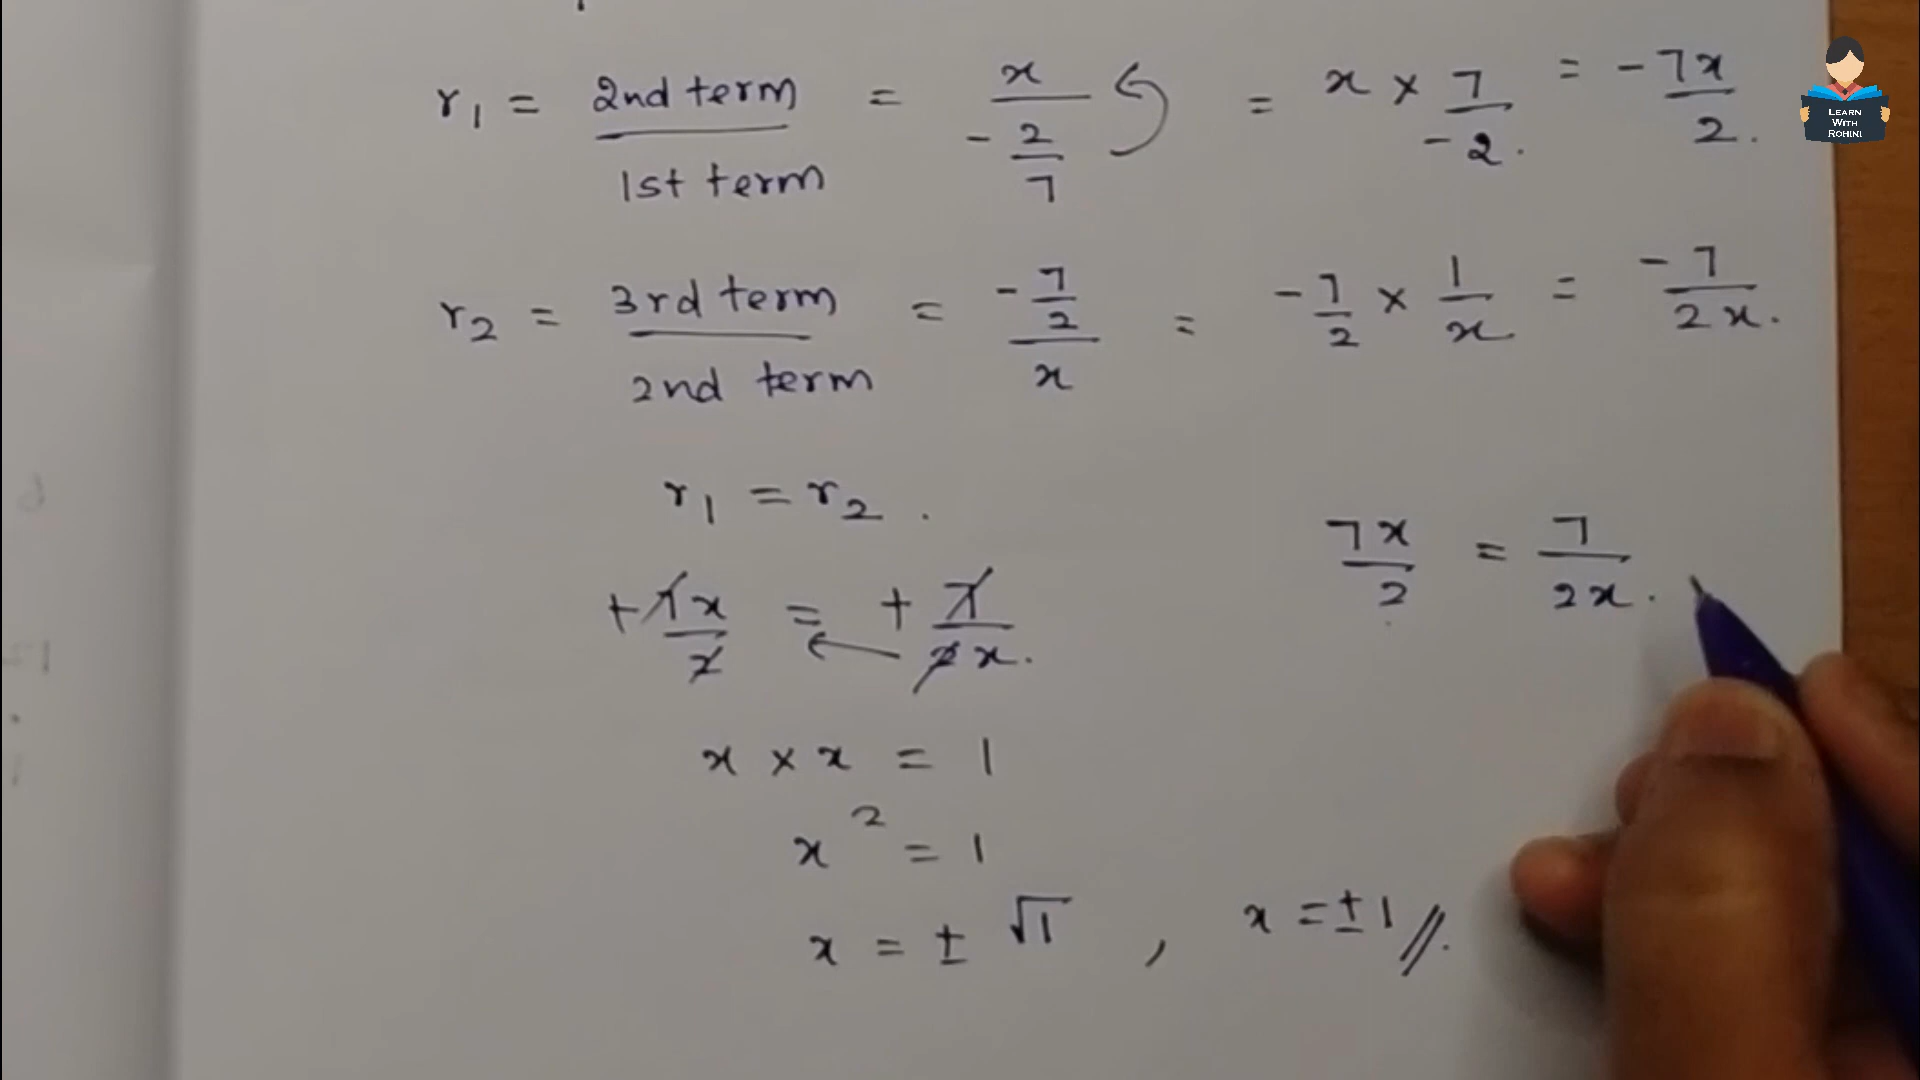 r₁ = 2nd term / 1st term = x / (-2/7) = x × 7/-2. = -7x/2.
r₂ = 3rd term / 2nd term = (-7/2) / x = -7/2 × 1/x = -7/2x.
r₁ = r₂.
+7x/2 = +7/2x.
7x/2 = 7/2x.
x × x = 1
x² = 1
x = ± √1 , x = ±1 //.
LEARN
WITH
ROHINI